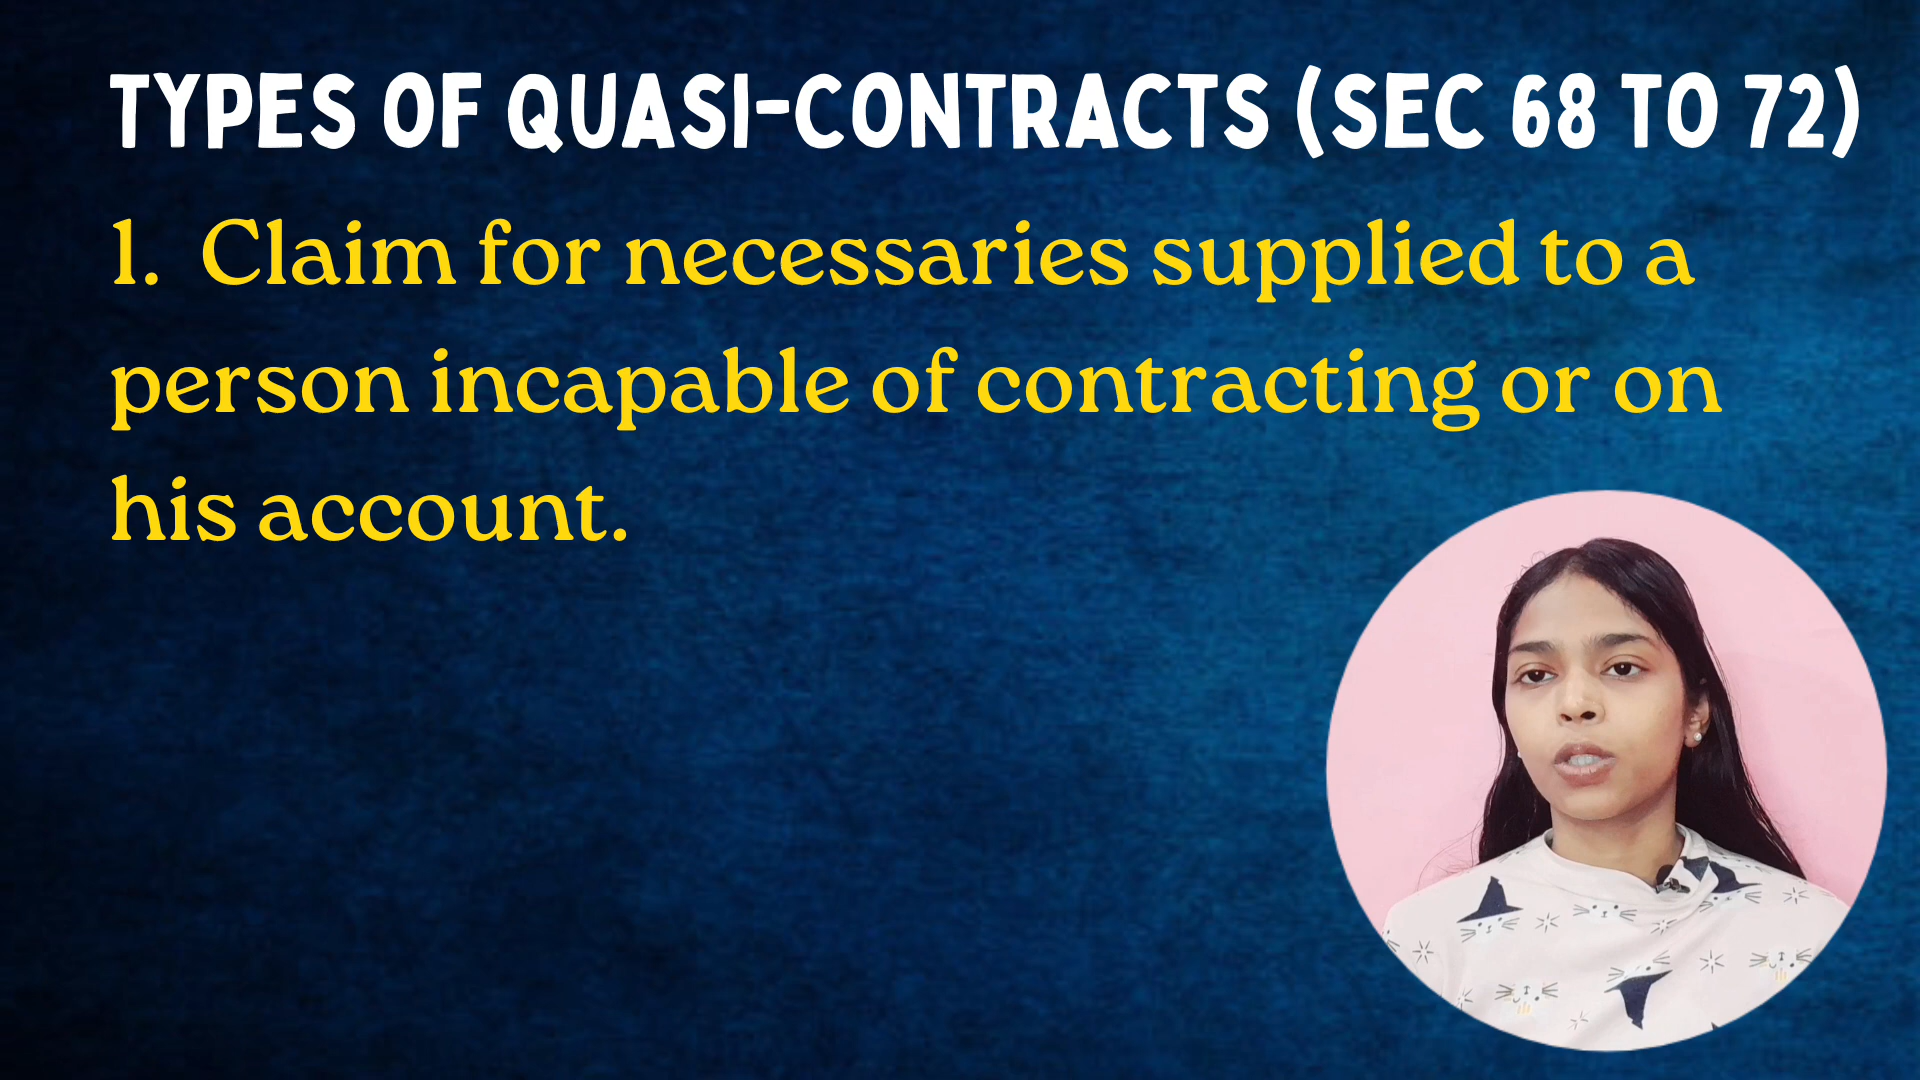 TYPES OF QUASI-CONTRACTS (SEC 68 TO 72)
1. Claim for necessaries supplied to a
person incapable of contracting or on
his account.